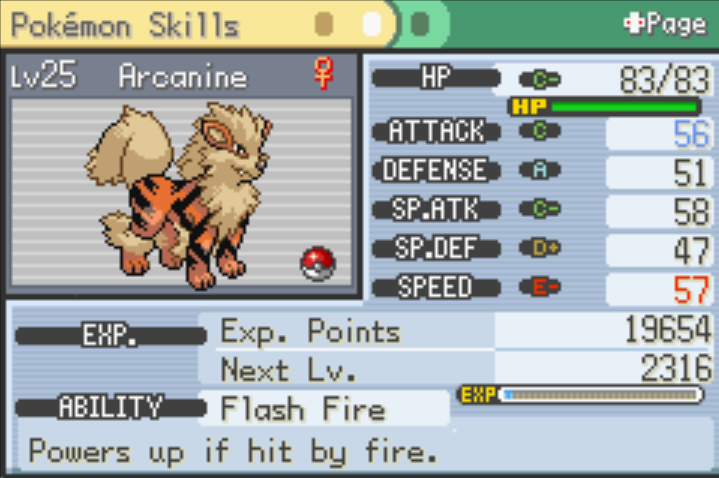 Pokémon Skills
Page
Lv25 Arcanine ♀
HP C- 83/83
HP
ATTACK C 56
DEFENSE A 51
SP.ATK C- 58
SP.DEF D+ 47
SPEED E- 57
EXP. Exp. Points 19654
Next Lv. 2316
EXP
ABILITY Flash Fire
Powers up if hit by fire.